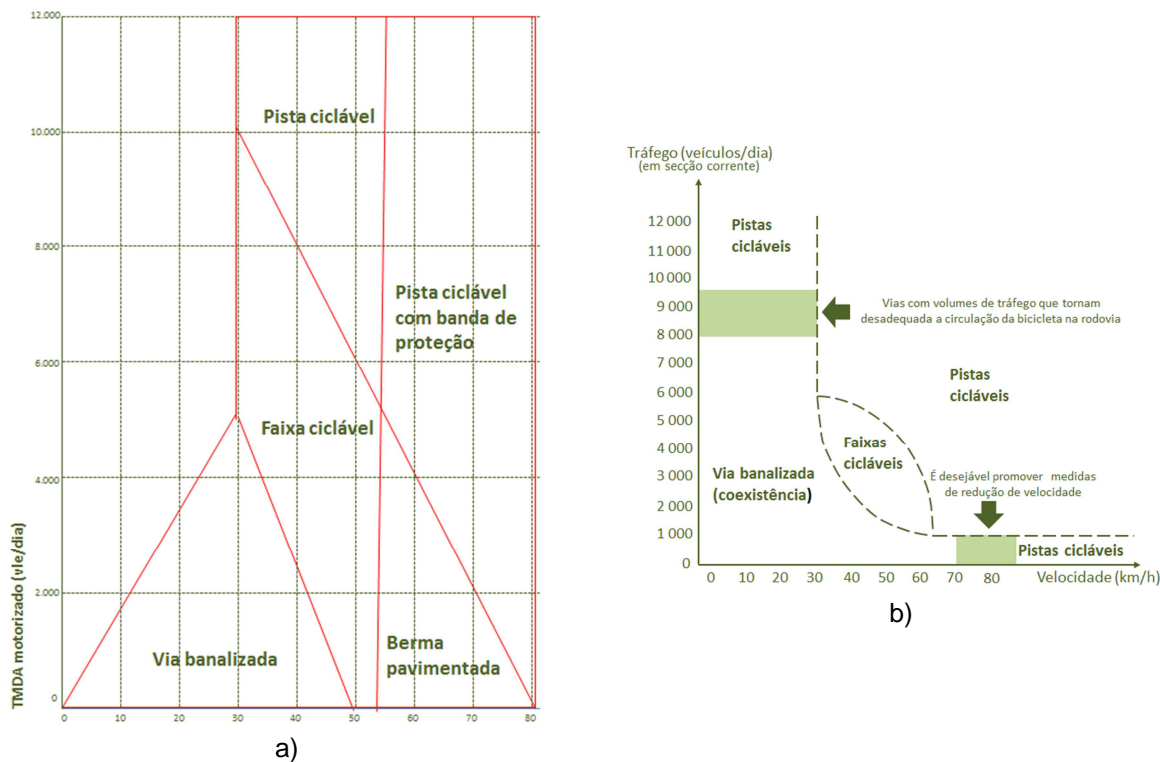 12.000
10.000
8.000
6.000
4.000
2.000
0
TMDA motorizado (vle/dia)
Pista ciclável
Pista ciclável
com banda de
proteção
Faixa ciclável
Via banalizada
Berma
pavimentada
0 10 20 30 40 50 60 70 80
a)
Tráfego (veículos/dia)
(em secção corrente)
12 000
11 000
10 000
9 000
8 000
6 000
5 000
4 000
3 000
2 000
1 000
0
Pistas
cicláveis
Vias com volumes de tráfego que tornam
desadequada a circulação da bicicleta na rodovia
Pistas
cicláveis
Faixas
cicláveis
Via banalizada
(coexistência)
É desejável promover medidas
de redução de velocidade
Pistas cicláveis
0 10 20 30 40 50 60 70 80 Velocidade (km/h)
b)